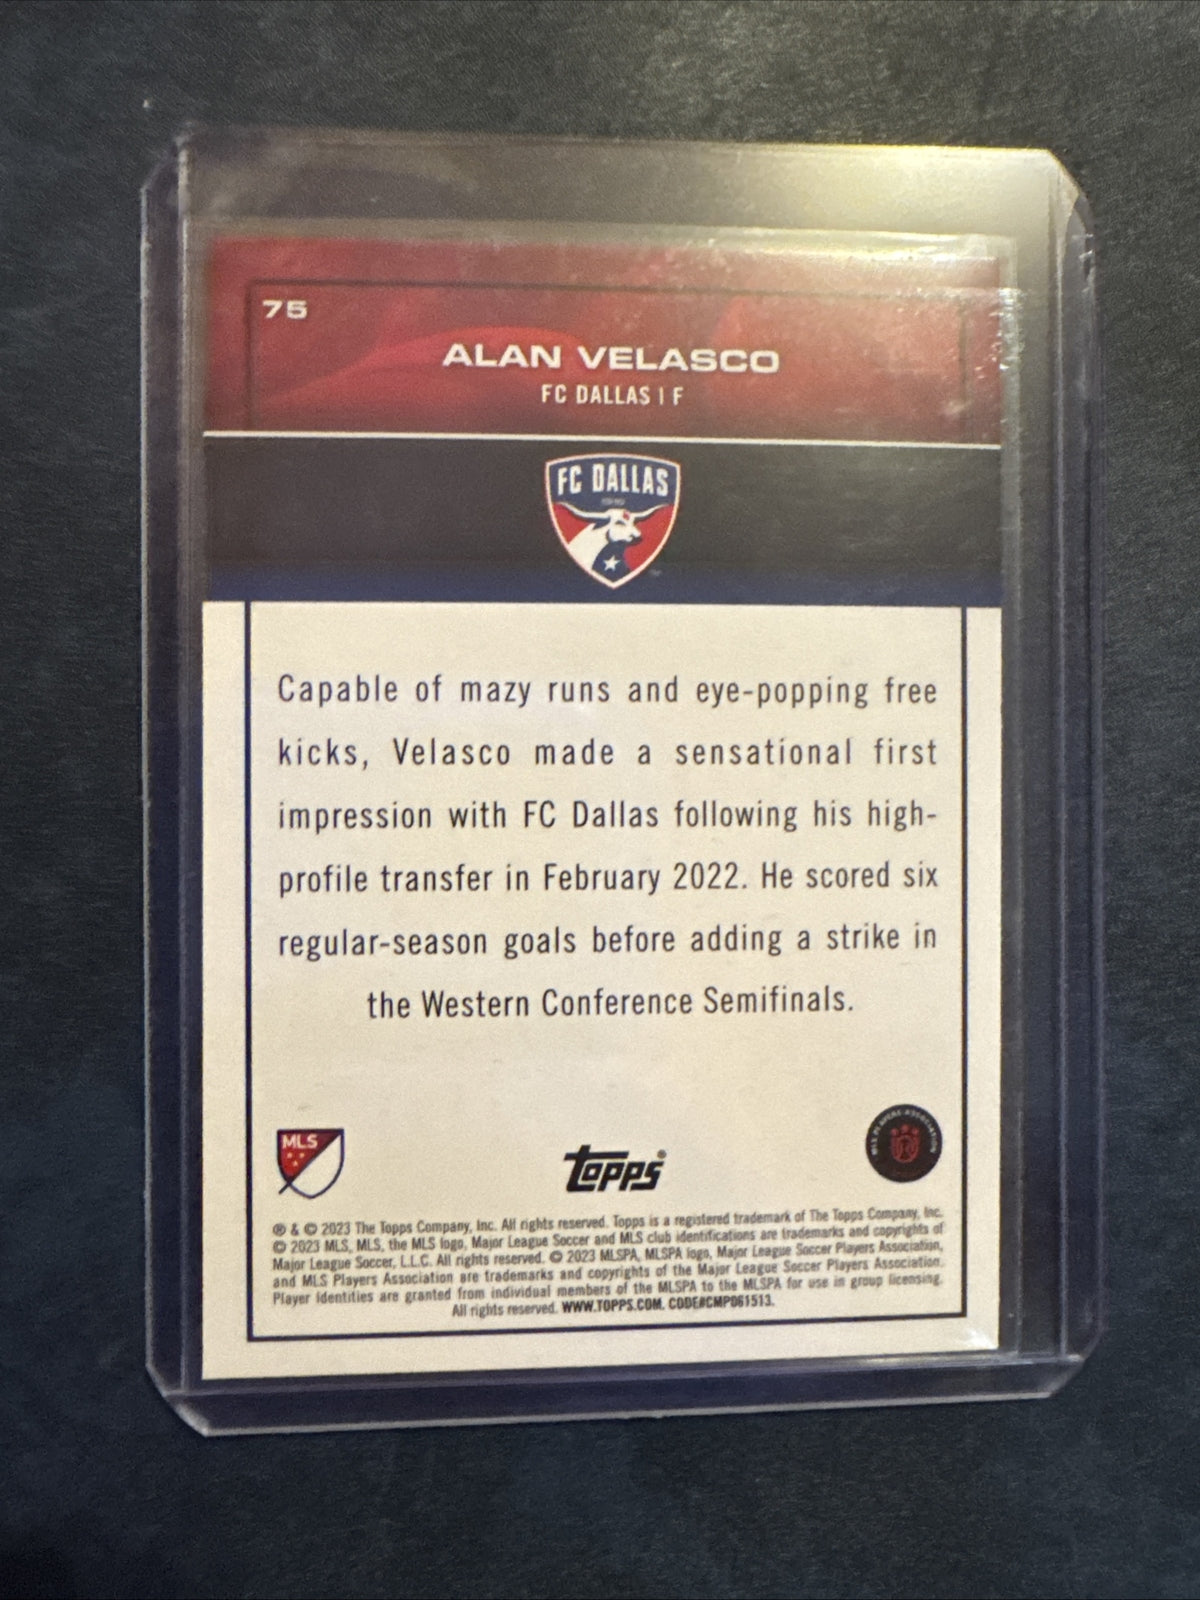 75
ALAN VELASCO
FC DALLAS | F
FC DALLAS
Capable of mazy runs and eye-popping free
kicks, Velasco made a sensational first
impression with FC Dallas following his high-
profile transfer in February 2022. He scored six
regular-season goals before adding a strike in
the Western Conference Semifinals.
MLS
topps®
MLS PLAYERS ASSOCIATION
® & © 2023 The Topps Company, Inc. All rights reserved. Topps is a registered trademark of The Topps Company, Inc.
© 2023 MLS, MLS, the MLS logo, Major League Soccer and MLS club identifications are trademarks and copyrights of
Major League Soccer, L.L.C. All rights reserved. © 2023 MLSPA, MLSPA logo, Major League Soccer Players Association,
and MLS Players Association are trademarks and copyrights of the Major League Soccer Players Association.
Player Identities are granted from individual members of the MLSPA to the MLSPA for use in group licensing.
All rights reserved. WWW.TOPPS.COM. CODE#CMP061513.